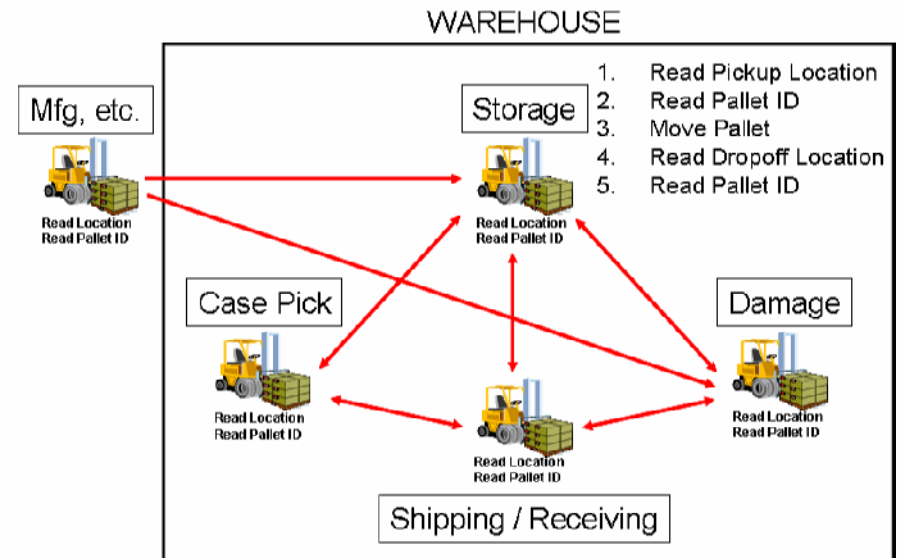 WAREHOUSE
1. Read Pickup Location
2. Read Pallet ID
3. Move Pallet
4. Read Dropoff Location
5. Read Pallet ID
Mfg, etc.
Read Location
Read Pallet ID
Storage
Read Location
Read Pallet ID
Case Pick
Read Location
Read Pallet ID
Damage
Read Location
Read Pallet ID
Read Location
Read Pallet ID
Shipping / Receiving